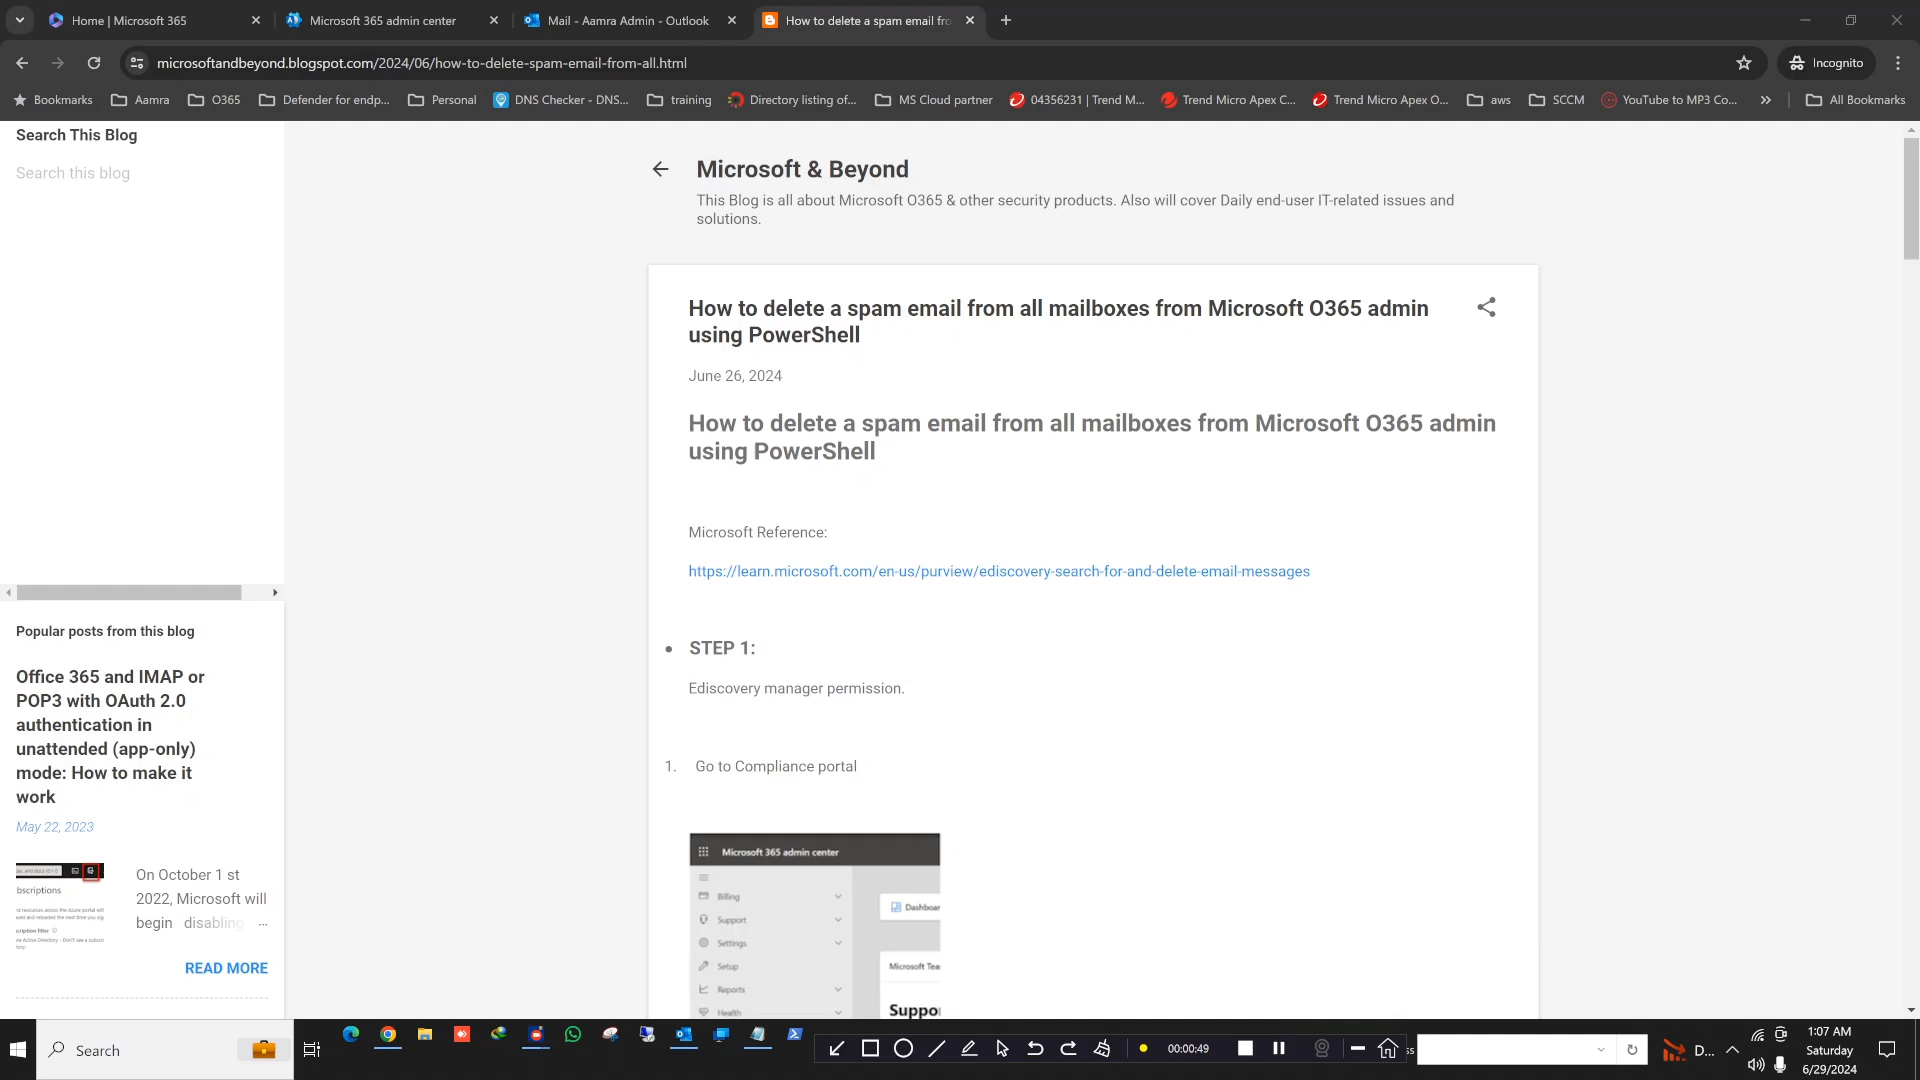 Home | Microsoft 365
Microsoft 365 admin center
Mail - Aamra Admin - Outlook
How to delete a spam email fro
microsoftandbeyond.blogspot.com/2024/06/how-to-delete-spam-email-from-all.html
Incognito
Bookmarks
Aamra
O365
Defender for endp...
Personal
DNS Checker - DNS...
training
Directory listing of...
MS Cloud partner
04356231 | Trend M...
Trend Micro Apex C...
Trend Micro Apex O...
aws
SCCM
YouTube to MP3 Co...
All Bookmarks
Search This Blog
Search this blog
Microsoft & Beyond
This Blog is all about Microsoft O365 & other security products. Also will cover Daily end-user IT-related issues and
solutions.
How to delete a spam email from all mailboxes from Microsoft O365 admin
using PowerShell
June 26, 2024
How to delete a spam email from all mailboxes from Microsoft O365 admin
using PowerShell
Microsoft Reference:
https://learn.microsoft.com/en-us/purview/ediscovery-search-for-and-delete-email-messages
• STEP 1:
Ediscovery manager permission.
1. Go to Compliance portal
Microsoft 365 admin center
Billing
Support
Settings
Setup
Reports
Health
Dashboar
Microsoft Tea
Suppo
Popular posts from this blog
Office 365 and IMAP or
POP3 with OAuth 2.0
authentication in
unattended (app-only)
mode: How to make it
work
May 22, 2023
bscriptions
On October 1 st
2022, Microsoft will
begin disabling ...
READ MORE
Search
00:00:49
ss
D...
1:07 AM
Saturday
6/29/2024